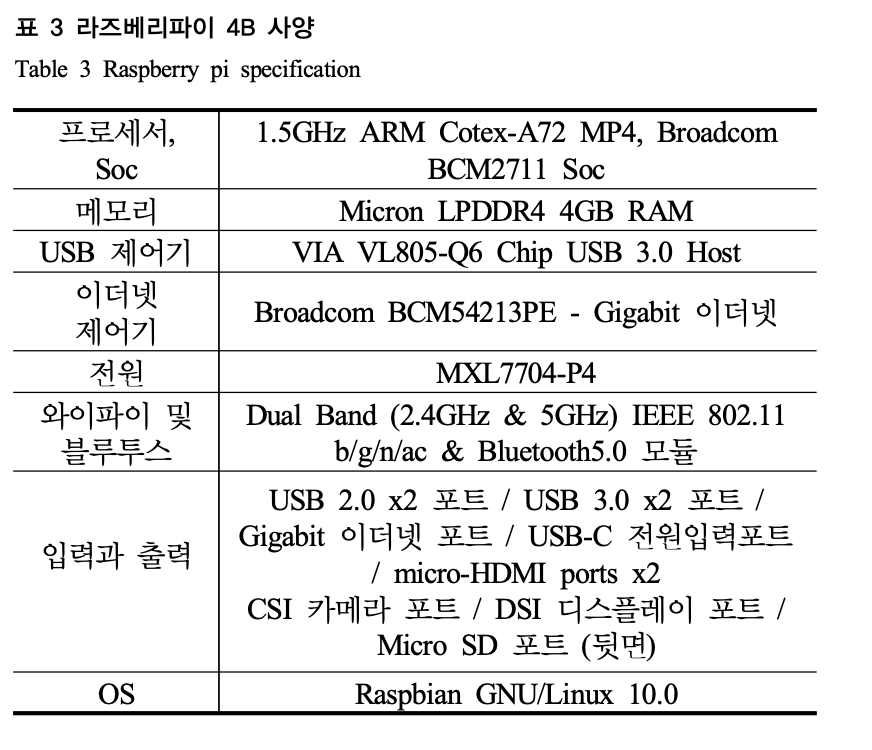 표 3 라즈베리파이 4B 사양
Table 3 Raspberry pi specification
프로세서,
Soc
1.5GHz ARM Cotex-A72 MP4, Broadcom
BCM2711 Soc
메모리
Micron LPDDR4 4GB RAM
USB 제어기
VIA VL805-Q6 Chip USB 3.0 Host
이더넷
제어기
Broadcom BCM54213PE - Gigabit 이더넷
전원
MXL7704-P4
와이파이 및
블루투스
Dual Band (2.4GHz & 5GHz) IEEE 802.11
b/g/n/ac & Bluetooth5.0 모듈
입력과 출력
USB 2.0 x2 포트 / USB 3.0 x2 포트 /
Gigabit 이더넷 포트 / USB-C 전원입력포트
/ micro-HDMI ports x2
CSI 카메라 포트 / DSI 디스플레이 포트 /
Micro SD 포트 (뒷면)
OS
Raspbian GNU/Linux 10.0